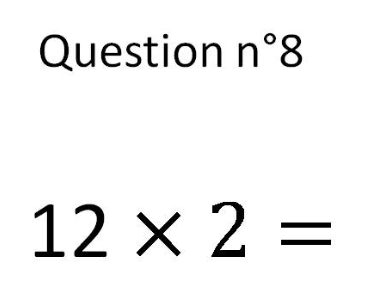 Question n°8
12 × 2 =